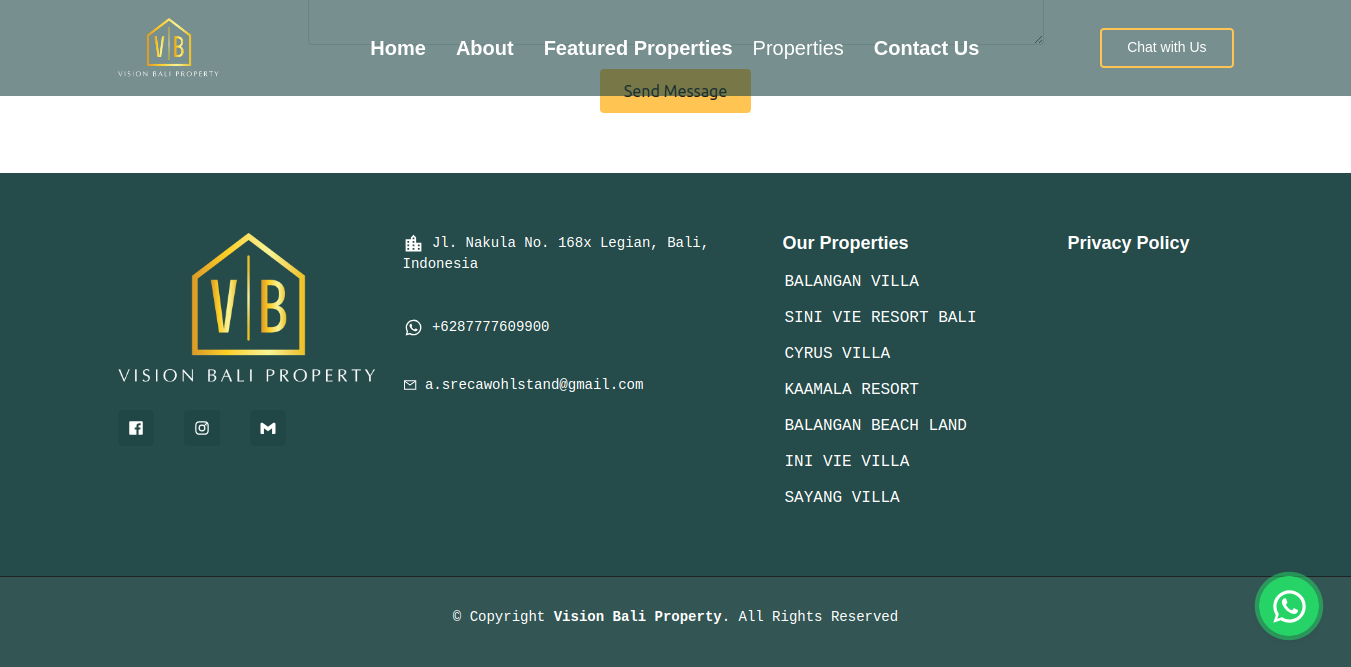 V B
VISION BALI PROPERTY
Home About Featured Properties Properties Contact Us
Chat with Us
Send Message
V B
VISION BALI PROPERTY
Jl. Nakula No. 168x Legian, Bali,
Indonesia
+6287777609900
a.srecawohlstand@gmail.com
Our Properties
BALANGAN VILLA
SINI VIE RESORT BALI
CYRUS VILLA
KAAMALA RESORT
BALANGAN BEACH LAND
INI VIE VILLA
SAYANG VILLA
Privacy Policy
© Copyright Vision Bali Property. All Rights Reserved